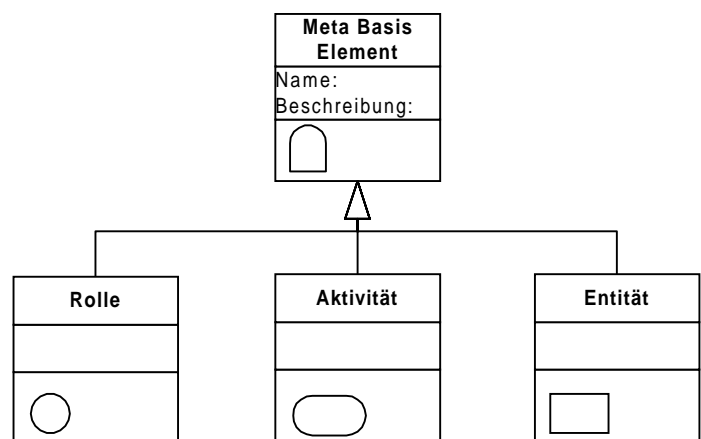 Meta Basis
Element
Name:
Beschreibung:
Rolle
Aktivität
Entität